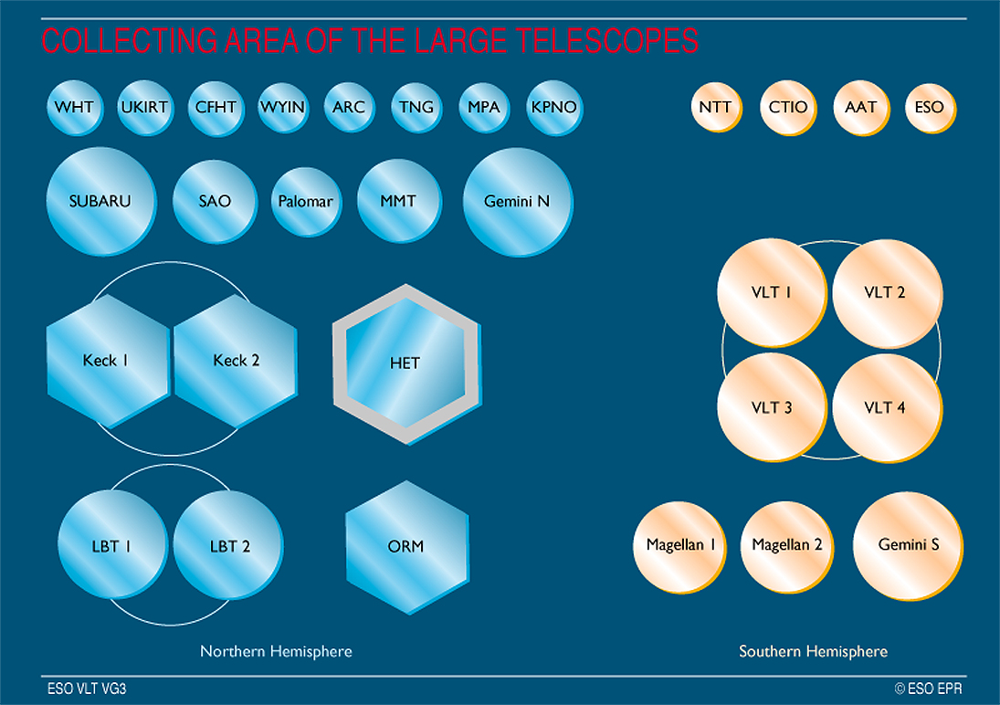 COLLECTING AREA OF THE LARGE TELESCOPES
WHT UKIRT CFHT WYIN ARC TNG MPA KPNO NTT CTIO AAT ESO
SUBARU SAO Palomar MMT Gemini N
VLT 1 VLT 2
Keck 1 Keck 2 HET
VLT 3 VLT 4
LBT 1 LBT 2 ORM Magellan 1 Magellan 2 Gemini S
Northern Hemisphere Southern Hemisphere
ESO VLT VG3 © ESO EPR